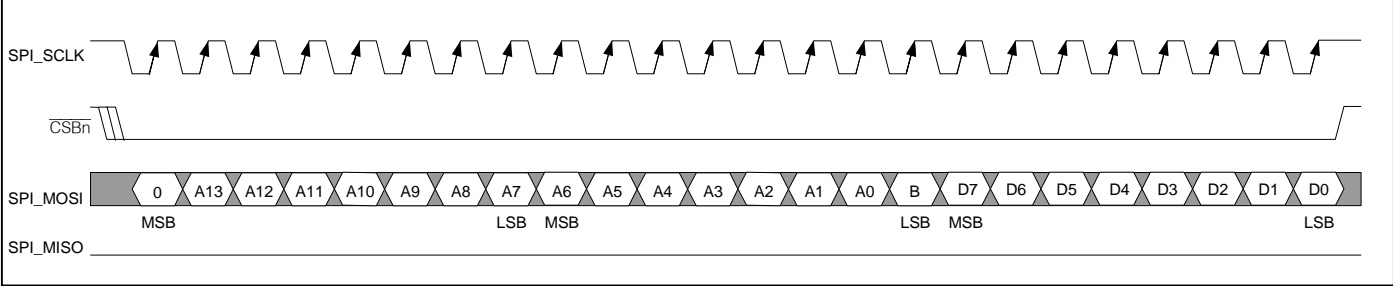 SPI_SCLK
CSBn
SPI_MOSI 0 A13 A12 A11 A10 A9 A8 A7 A6 A5 A4 A3 A2 A1 A0 B D7 D6 D5 D4 D3 D2 D1 D0
MSB LSB MSB LSB MSB LSB
SPI_MISO